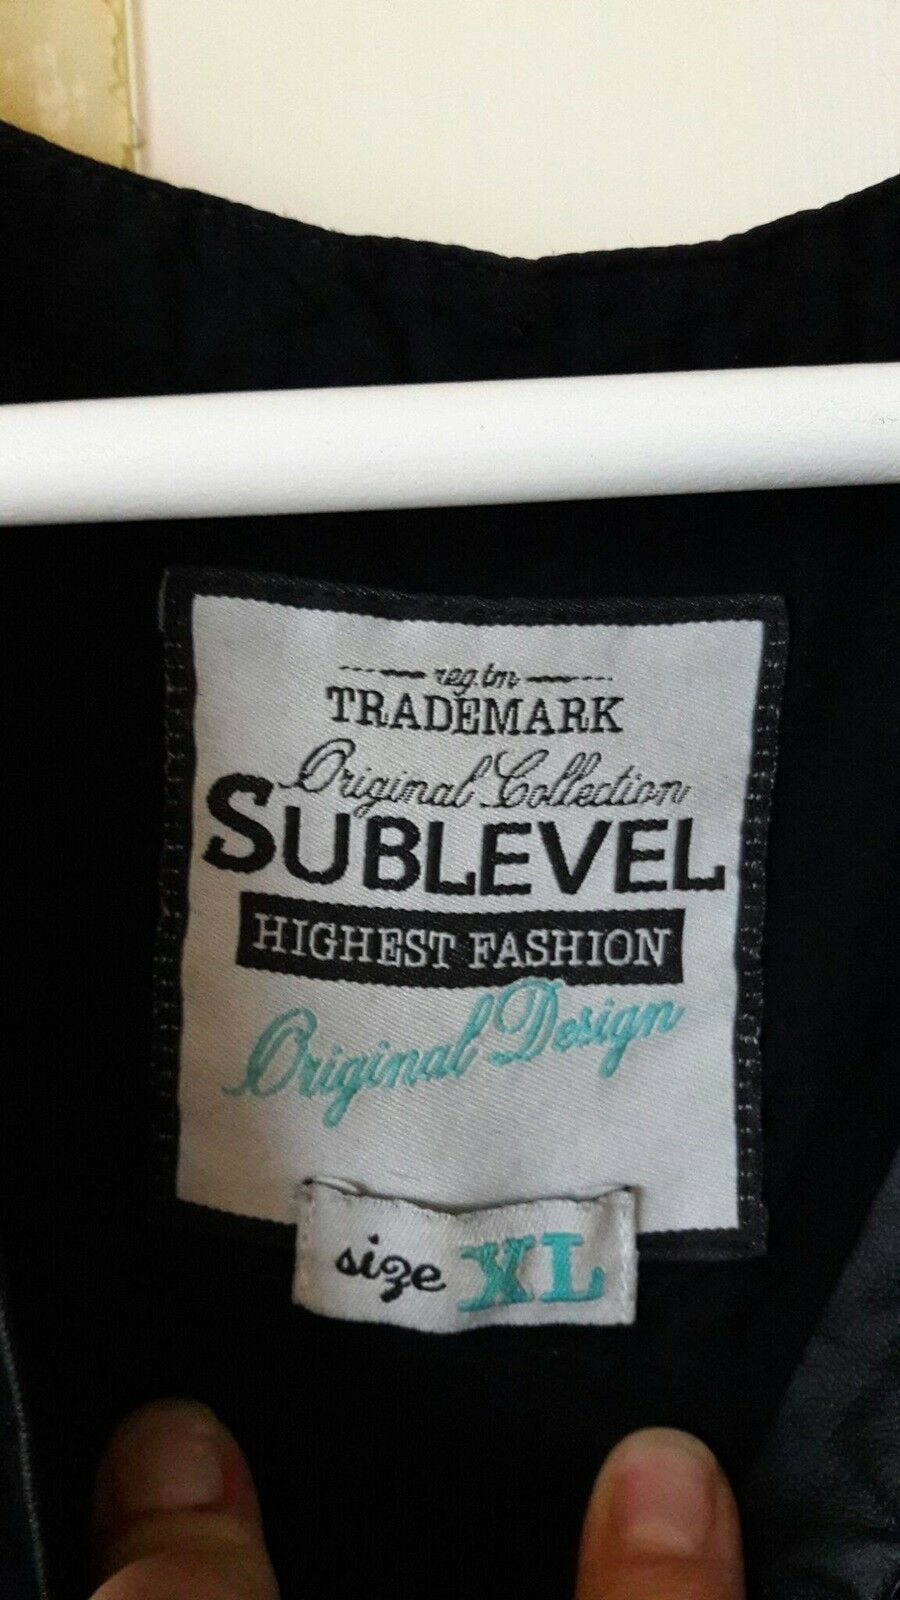 reg.tm
TRADEMARK
Original Collection
SUBLEVEL
HIGHEST FASHION
Original Design
size XL